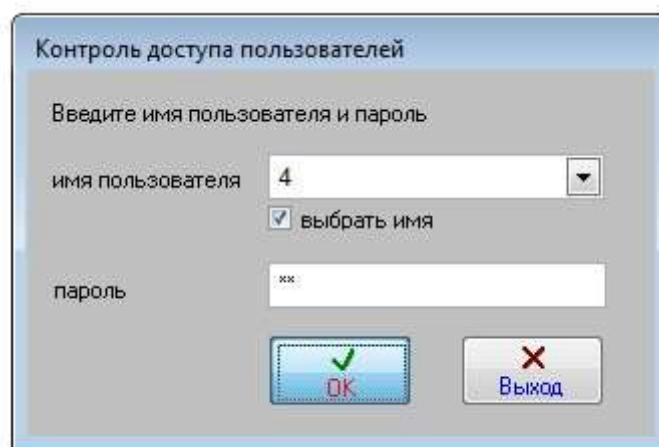 Контроль доступа пользователей
Введите имя пользователя и пароль
имя пользователя 4
выбрать имя
пароль **
OK Выход